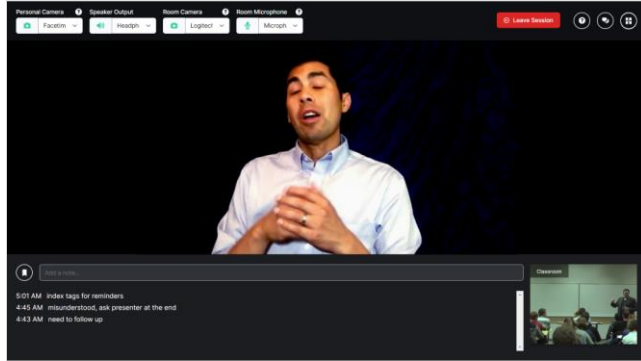 Personal Camera
Speaker Output
Room Camera
Room Microphone
Facetim
Headph
Logitecl
Microph
Leave Session
Add a note...
Classroom
5:01 AM index tags for reminders
4:45 AM misunderstood, ask presenter at the end
4:43 AM need to follow up